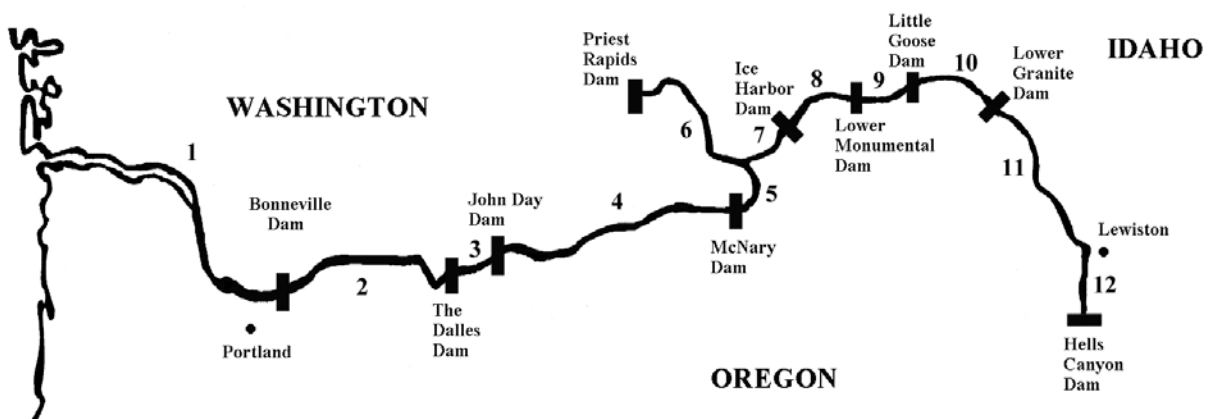 Priest
Rapids
Dam
Little
Goose
Dam
IDAHO
WASHINGTON
Ice
Harbor
Dam
8
9
10
Lower
Granite
Dam
6
7
Lower
Monumental
Dam
11
1
Bonneville
Dam
John Day
Dam
4
5
McNary
Dam
Lewiston
2
3
12
The
Dalles
Dam
Portland
Hells
Canyon
Dam
OREGON